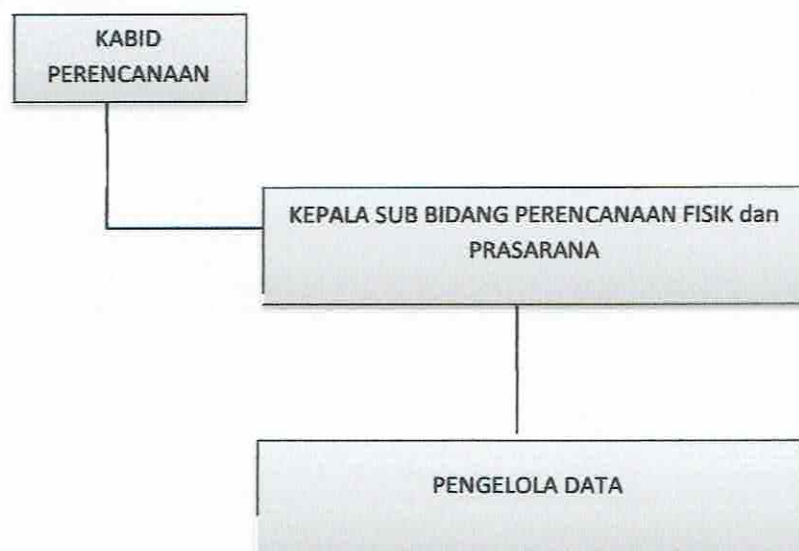 KABID
PERENCANAAN
KEPALA SUB BIDANG PERENCANAAN FISIK dan
PRASARANA
PENGELOLA DATA